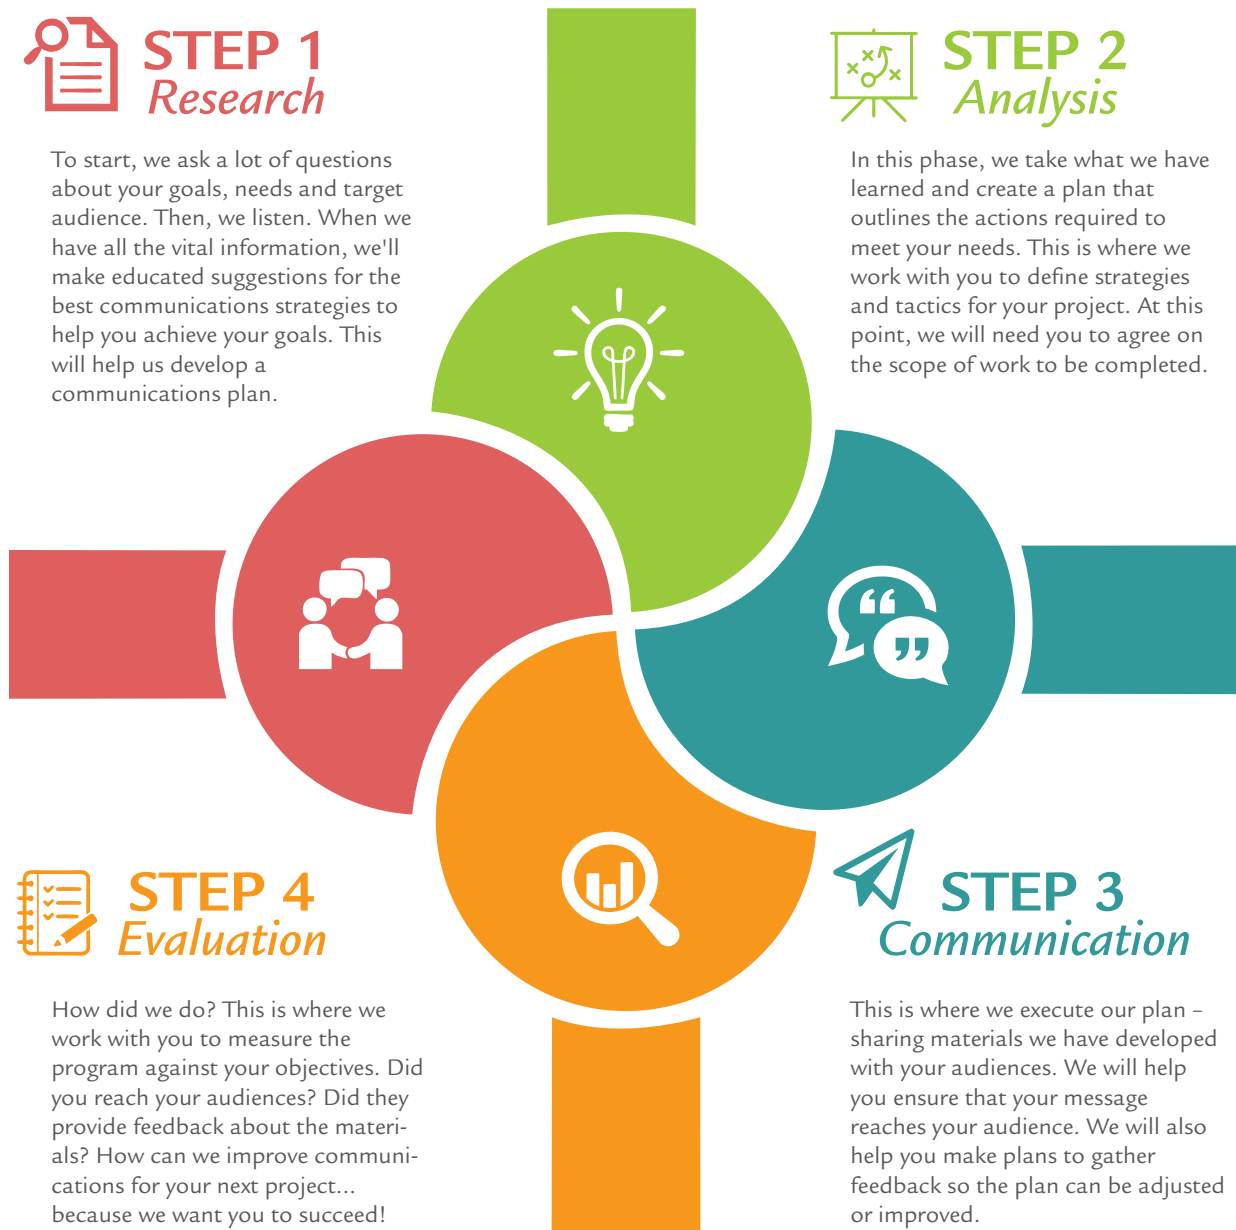 STEP 1
Research
To start, we ask a lot of questions
about your goals, needs and target
audience. Then, we listen. When we
have all the vital information, we'll
make educated suggestions for the
best communications strategies to
help you achieve your goals. This
will help us develop a
communications plan.
STEP 2
Analysis
In this phase, we take what we have
learned and create a plan that
outlines the actions required to
meet your needs. This is where we
work with you to define strategies
and tactics for your project. At this
point, we will need you to agree on
the scope of work to be completed.
STEP 3
Communication
This is where we execute our plan –
sharing materials we have developed
with your audiences. We will help
you ensure that your message
reaches your audience. We will also
help you make plans to gather
feedback so the plan can be adjusted
or improved.
STEP 4
Evaluation
How did we do? This is where we
work with you to measure the
program against your objectives. Did
you reach your audiences? Did they
provide feedback about the materi-
als? How can we improve communi-
cations for your next project...
because we want you to succeed!